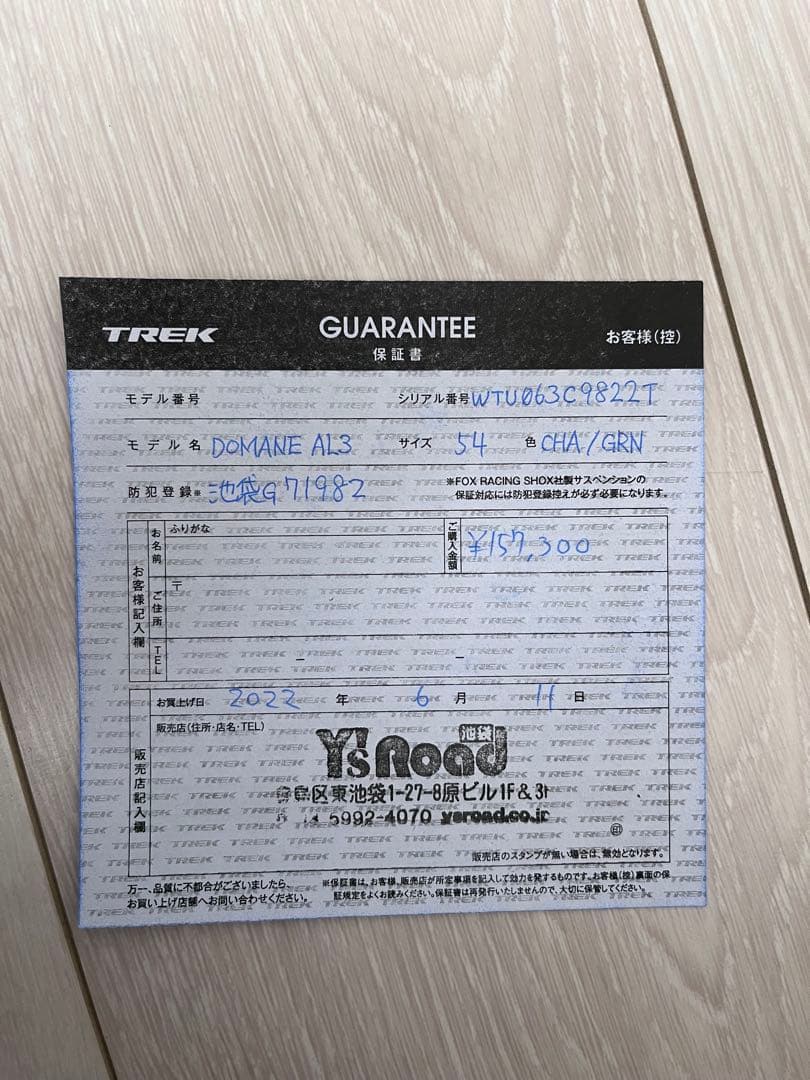 TREK GUARANTEE お客様(控)
保証書
モデル番号 シリアル番号 WTU063C9822T
モデル名 DOMANE AL3 サイズ 54 色 CHA/GRN
防犯登録※ 池袋G71982 ※FOX RACING SHOX社製サスペンションの
保証対応には防犯登録控えが必ず必要になります。
お客様記入欄
お名前 ふりがな ご購入金額 ¥157,300
ご住所 〒
TEL — —
販売店記入欄
お買上げ日 2022 年 6 月 11 日
販売店(住所・店名・TEL)
Y'sRoad 池袋
豊島区東池袋1-27-8原ビル1F&3F
5992-4070 ysroad.co.jp
印
販売店のスタンプが無い場合は、無効となります。
万一、品質に不都合がございましたら、
お買い上げ店舗へお問い合わせください。
※保証書は、お客様、販売店が所定事項を記入して効力を発するものです。お客様(控)裏面の保
証規定をよくお読みください。保証書は再発行いたしませんので、大切に保管してください。